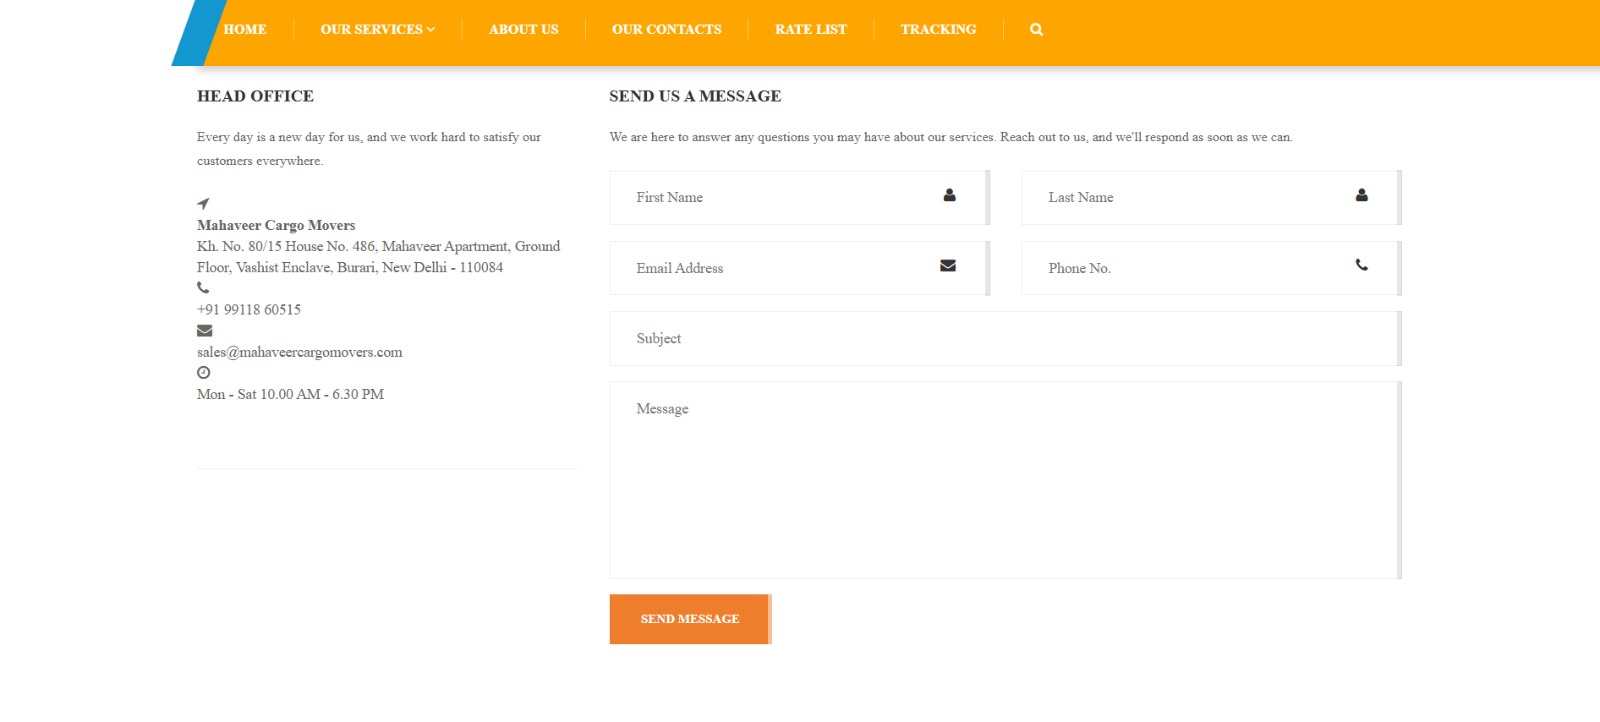 HOME
OUR SERVICES
ABOUT US
OUR CONTACTS
RATE LIST
TRACKING
HEAD OFFICE
Every day is a new day for us, and we work hard to satisfy our
customers everywhere.
Mahaveer Cargo Movers
Kh. No. 80/15 House No. 486, Mahaveer Apartment, Ground
Floor, Vashist Enclave, Burari, New Delhi - 110084
+91 99118 60515
sales@mahaveercargomovers.com
Mon - Sat 10.00 AM - 6.30 PM
SEND US A MESSAGE
We are here to answer any questions you may have about our services. Reach out to us, and we'll respond as soon as we can.
First Name
Last Name
Email Address
Phone No.
Subject
Message
SEND MESSAGE